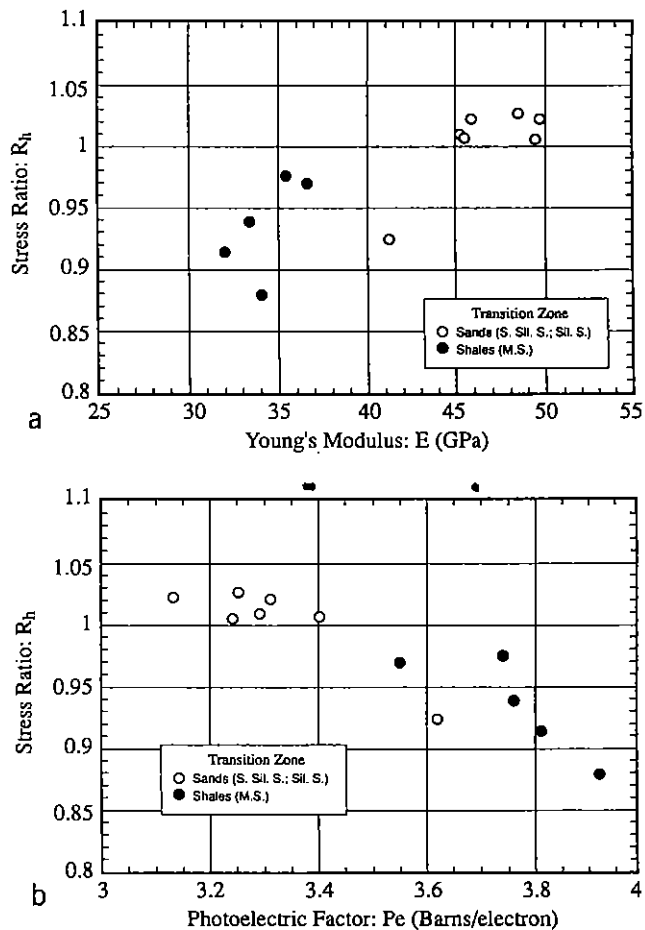 1.1
1.05
1
0.95
0.9
0.85
0.8
Stress Ratio: Rh
Transition Zone
Sands (S. Sil. S.; Sil. S.)
Shales (M.S.)
25 30 35 40 45 50 55
a
Young's Modulus: E (GPa)
1.1
1.05
1
0.95
0.9
0.85
0.8
Stress Ratio: Rh
Transition Zone
Sands (S. Sil. S.; Sil. S.)
Shales (M.S.)
3 3.2 3.4 3.6 3.8 4
b
Photoelectric Factor: Pe (Barns/electron)